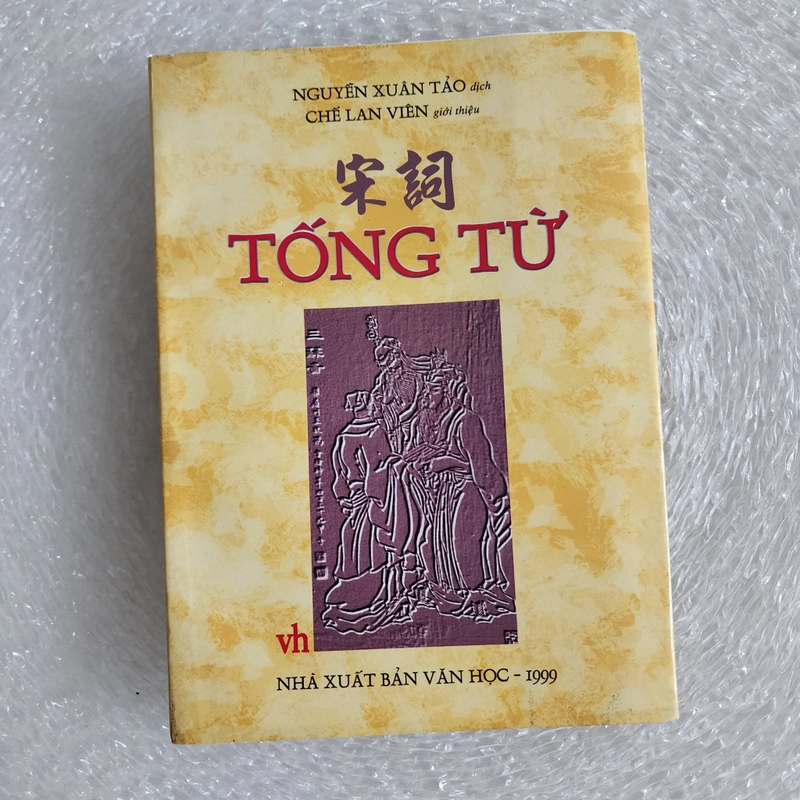 NGUYỄN XUÂN TẢO dịch
CHẾ LAN VIÊN giới thiệu
宋詞
TỐNG TỪ
vh
NHÀ XUẤT BẢN VĂN HỌC - 1999